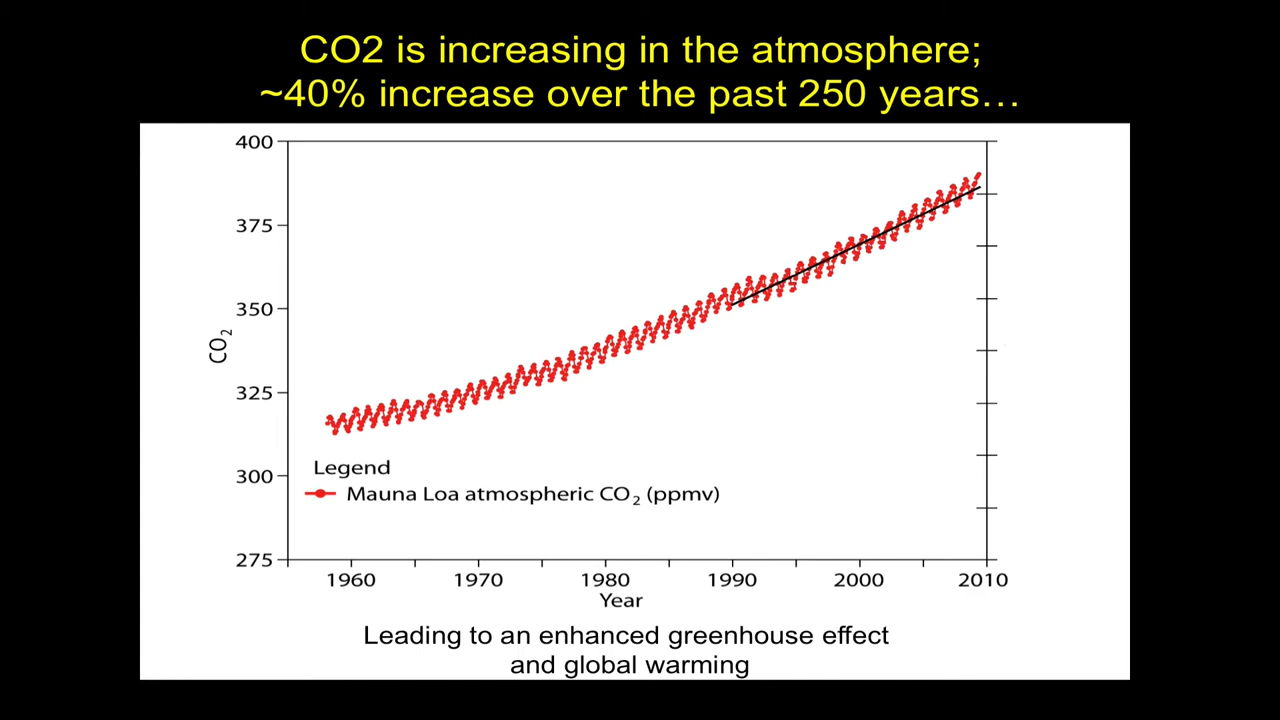 CO2 is increasing in the atmosphere;
~40% increase over the past 250 years…
400
375
350
325
300
275
CO₂
Legend
Mauna Loa atmospheric CO₂ (ppmv)
1960 1970 1980 1990 2000 2010
Year
Leading to an enhanced greenhouse effect
and global warming